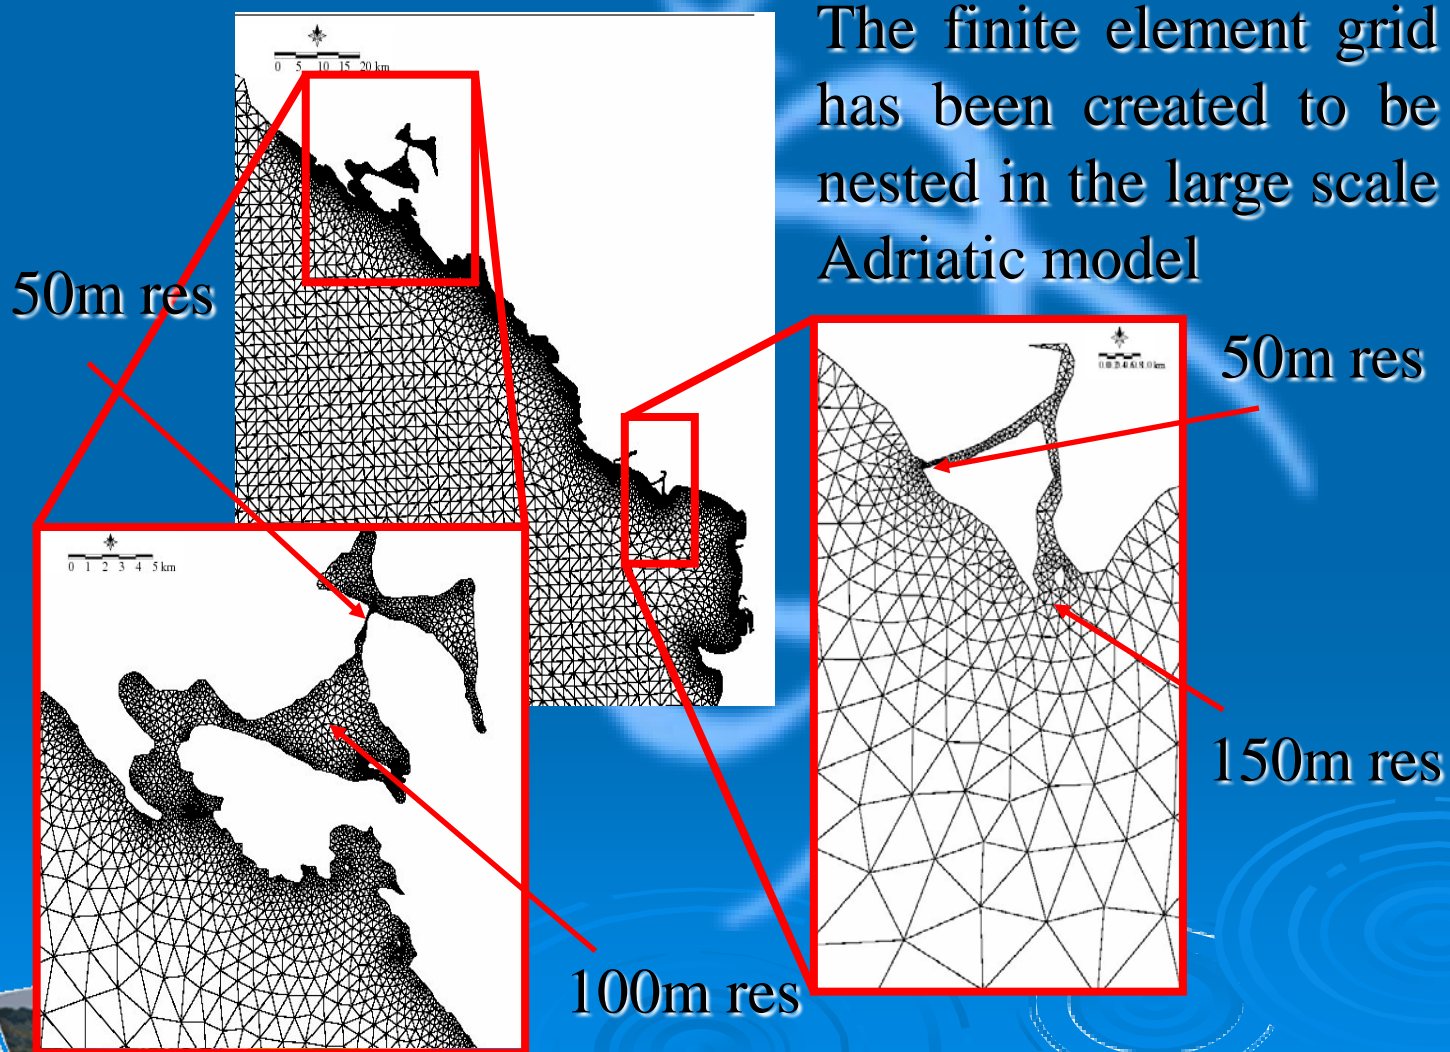 The finite element grid
has been created to be
nested in the large scale
Adriatic model
0 5 10 15 20 km
50m res
50m res
0 1 2 3 4 5 km
150m res
100m res